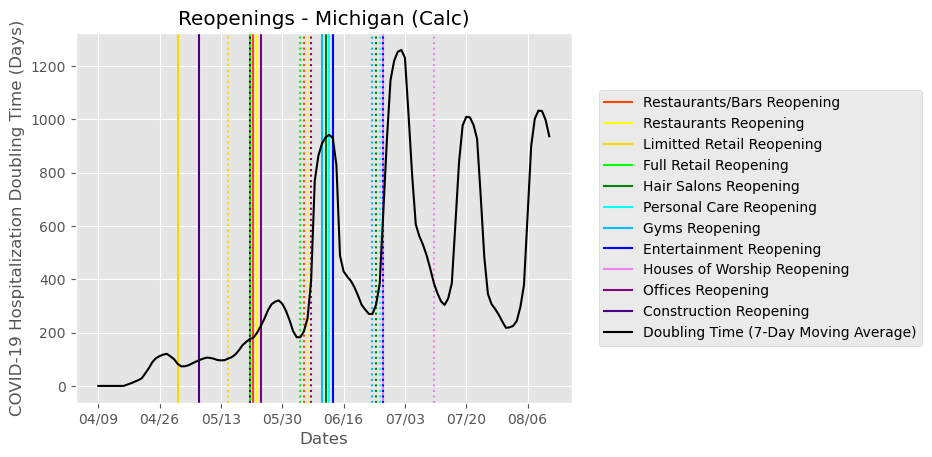 Reopenings - Michigan (Calc)
COVID-19 Hospitalization Doubling Time (Days)
1200
1000
800
600
400
200
0
04/09 04/26 05/13 05/30 06/16 07/03 07/20 08/06
Dates
Restaurants/Bars Reopening
Restaurants Reopening
Limitted Retail Reopening
Full Retail Reopening
Hair Salons Reopening
Personal Care Reopening
Gyms Reopening
Entertainment Reopening
Houses of Worship Reopening
Offices Reopening
Construction Reopening
Doubling Time (7-Day Moving Average)